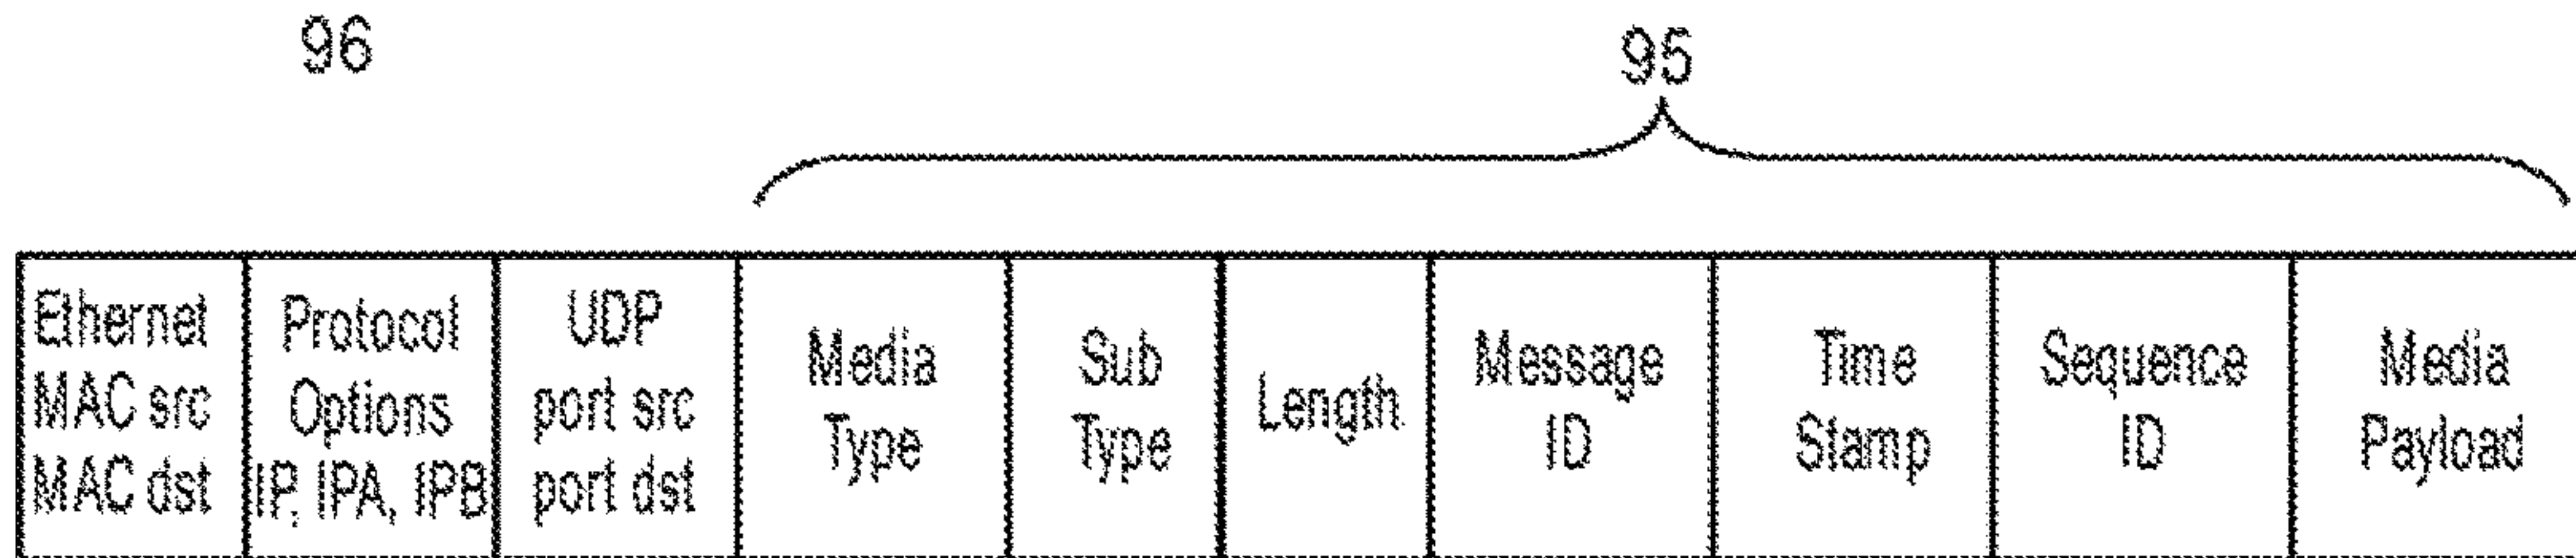 96
95
Ethernet
MAC src
MAC dst
Protocol
Options
IP, IPA, IPB
UDP
port src
port dst
Media
Type
Sub
Type
Length
Message
ID
Time
Stamp
Sequence
ID
Media
Payload